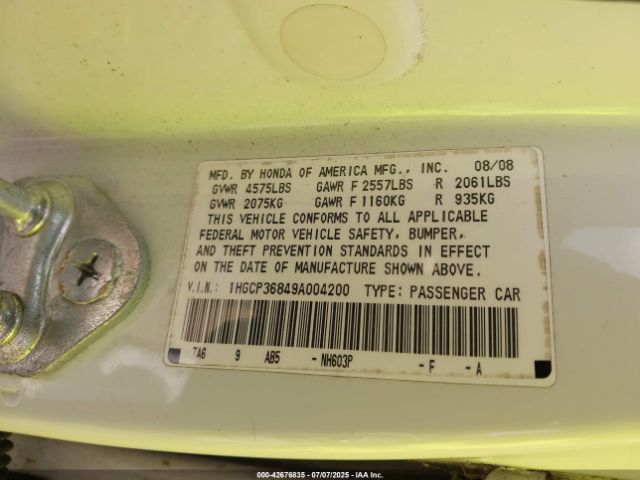 MFD. BY HONDA OF AMERICA MFG., INC. 08/08
GVWR 4575LBS GAWR F 2557LBS R 2061LBS
GVWR 2075KG GAWR F 1160KG R 935KG
THIS VEHICLE CONFORMS TO ALL APPLICABLE
FEDERAL MOTOR VEHICLE SAFETY, BUMPER,
AND THEFT PREVENTION STANDARDS IN EFFECT
ON THE DATE OF MANUFACTURE SHOWN ABOVE.
V.I.N.: 1HGCP36849A004200 TYPE: PASSENGER CAR
TA6 9 AB5 -NH603P -F -A
000-42676835 - 07/07/2025 - IAA Inc.